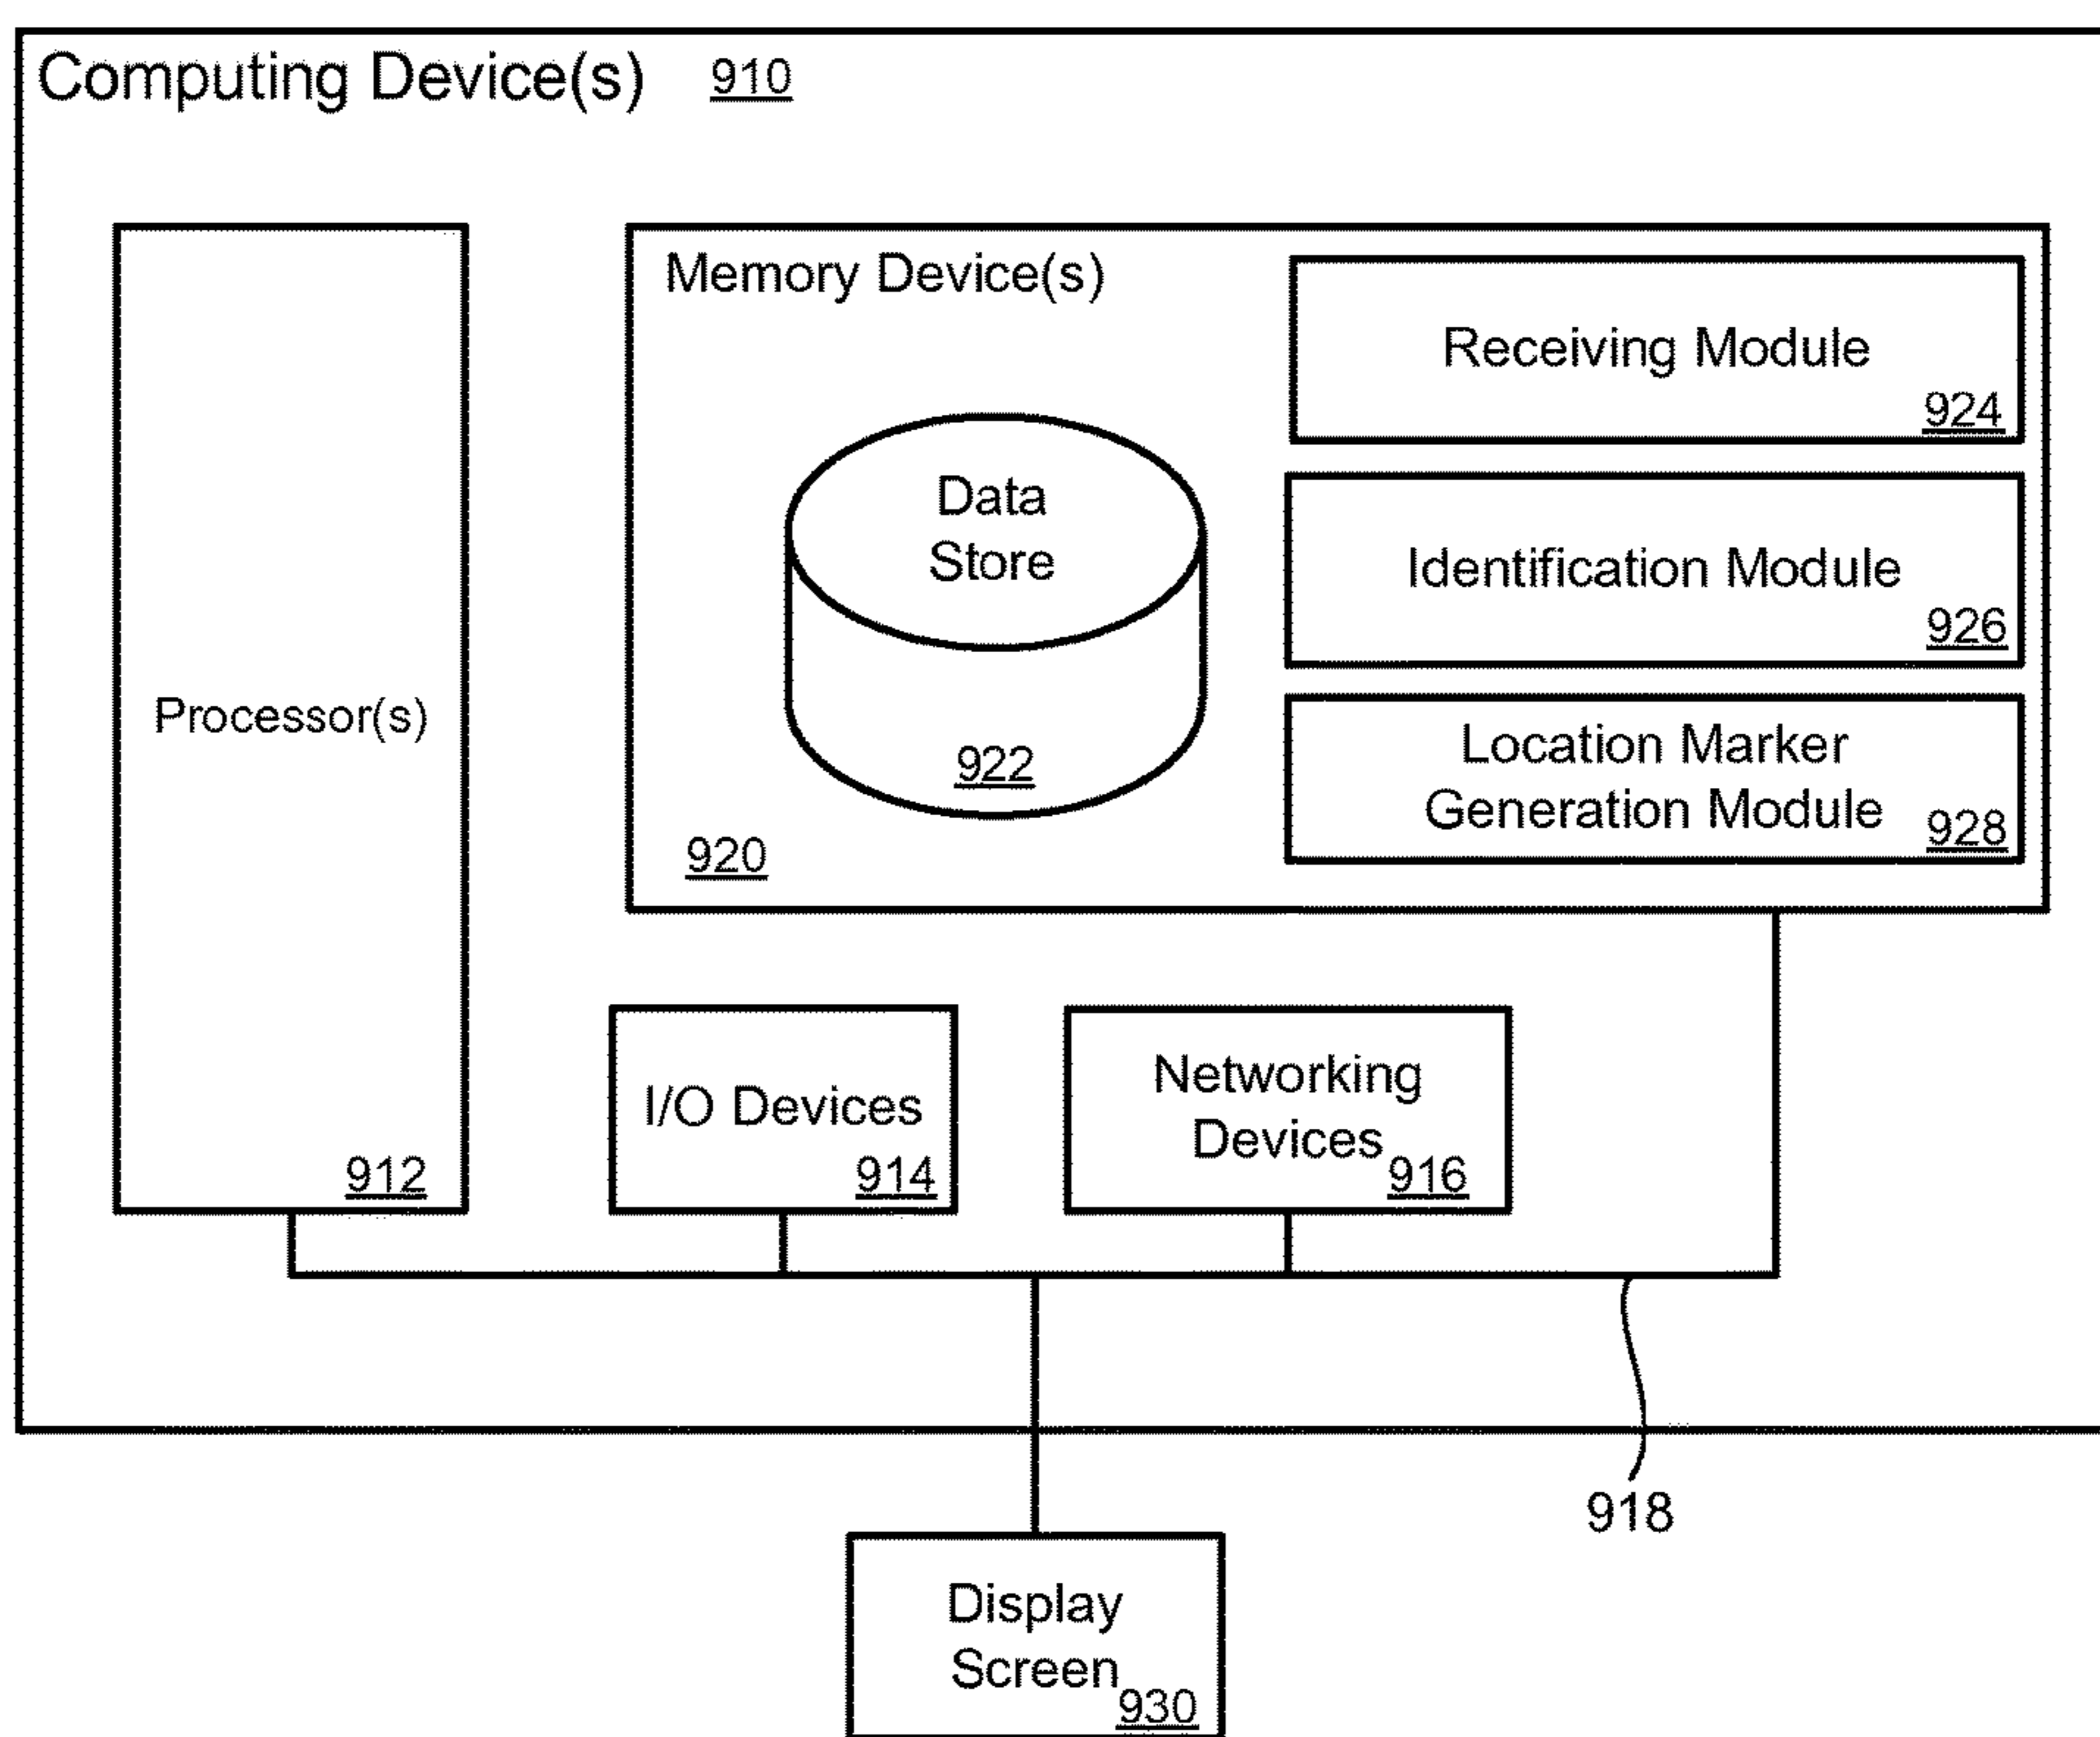 Computing Device(s) 910
Memory Device(s)
Receiving Module
924
Data
Store
922
920
Identification Module
926
Location Marker
Generation Module
928
Processor(s)
912
I/O Devices
914
Networking
Devices
916
918
Display
Screen
930